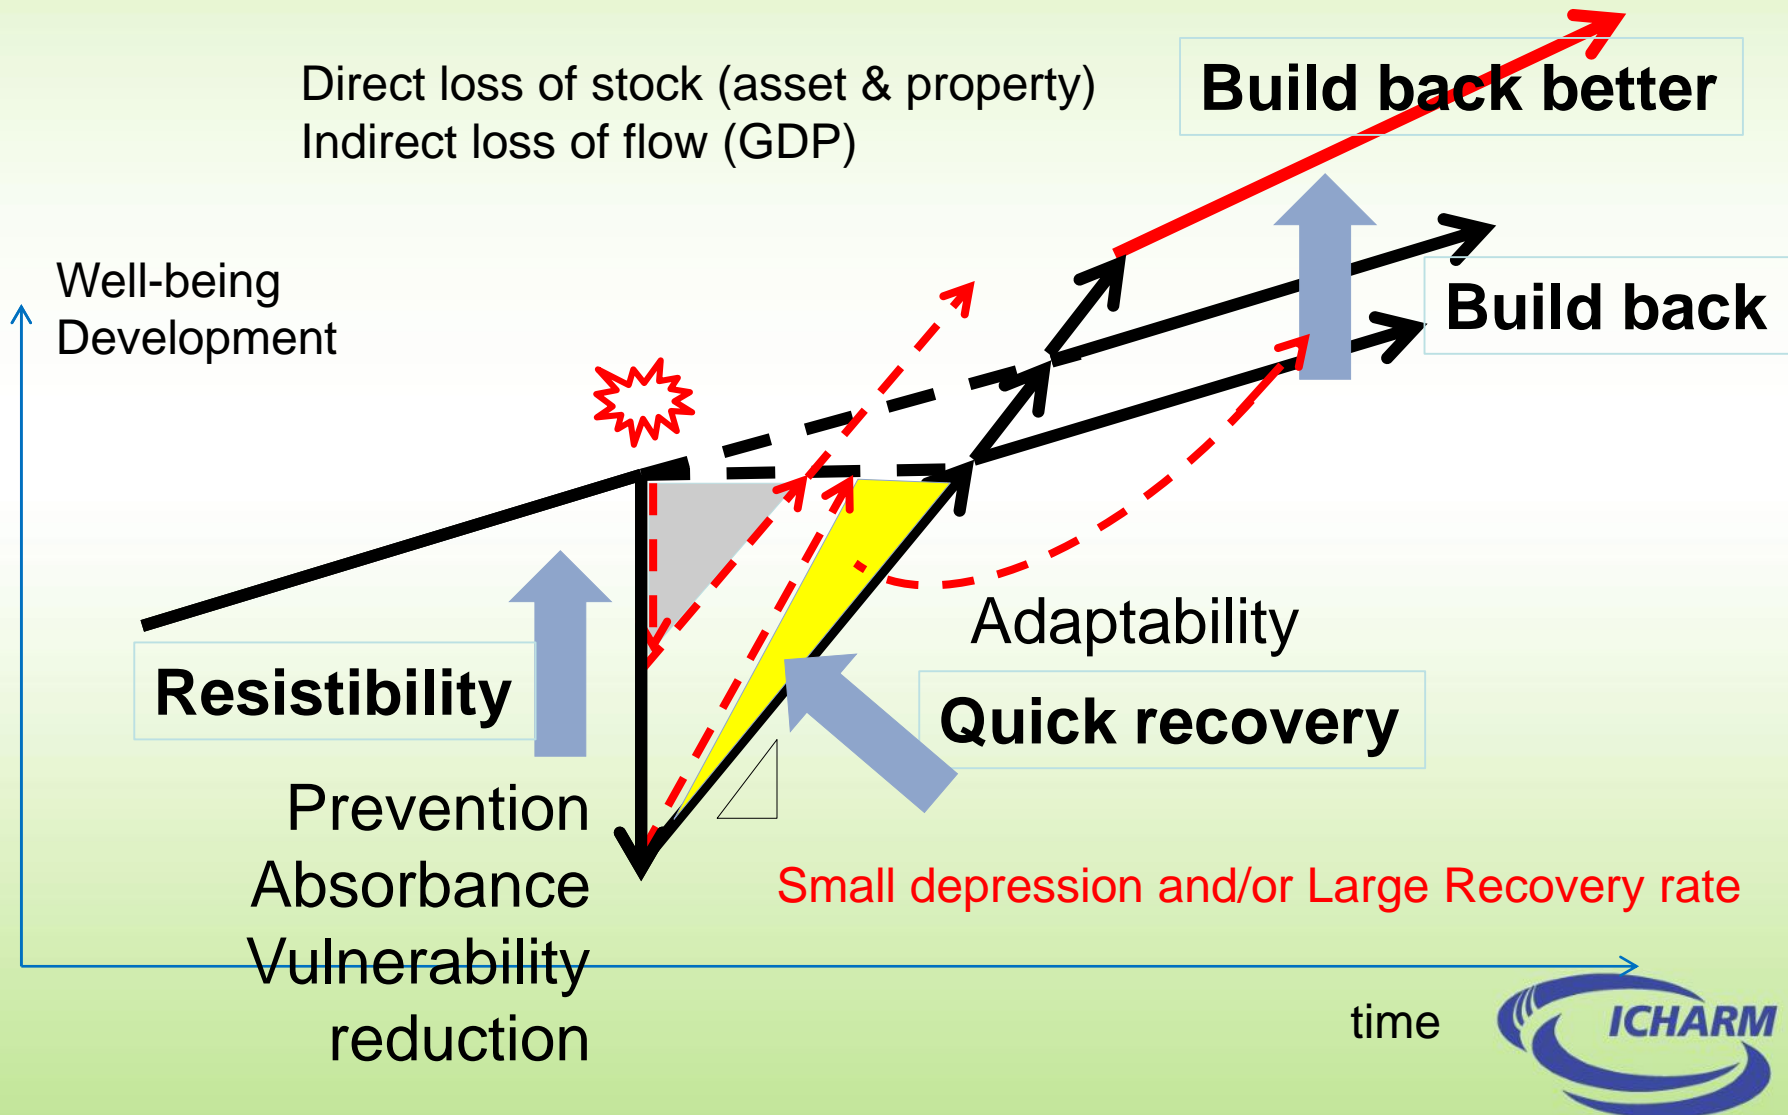 Direct loss of stock (asset & property)
Indirect loss of flow (GDP)
Build back better
Well-being
Development
Build back
Adaptability
Resistibility
Quick recovery
Prevention
Absorbance
Vulnerability
reduction
Small depression and/or Large Recovery rate
time
ICHARM